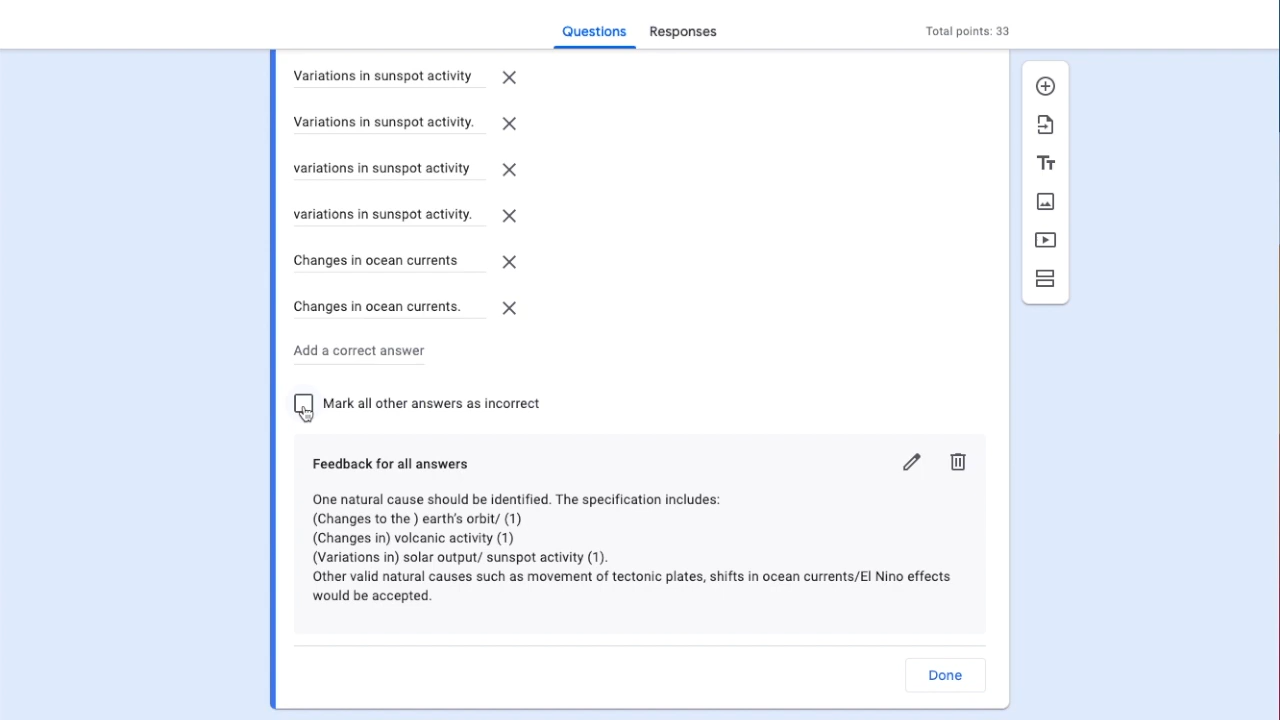 Questions
Responses
Total points: 33
Variations in sunspot activity
Variations in sunspot activity.
variations in sunspot activity
variations in sunspot activity.
Changes in ocean currents
Changes in ocean currents.
Add a correct answer
Mark all other answers as incorrect
Feedback for all answers
One natural cause should be identified. The specification includes:
(Changes to the ) earth's orbit/ (1)
(Changes in) volcanic activity (1)
(Variations in) solar output/ sunspot activity (1).
Other valid natural causes such as movement of tectonic plates, shifts in ocean currents/El Nino effects
would be accepted.
Done